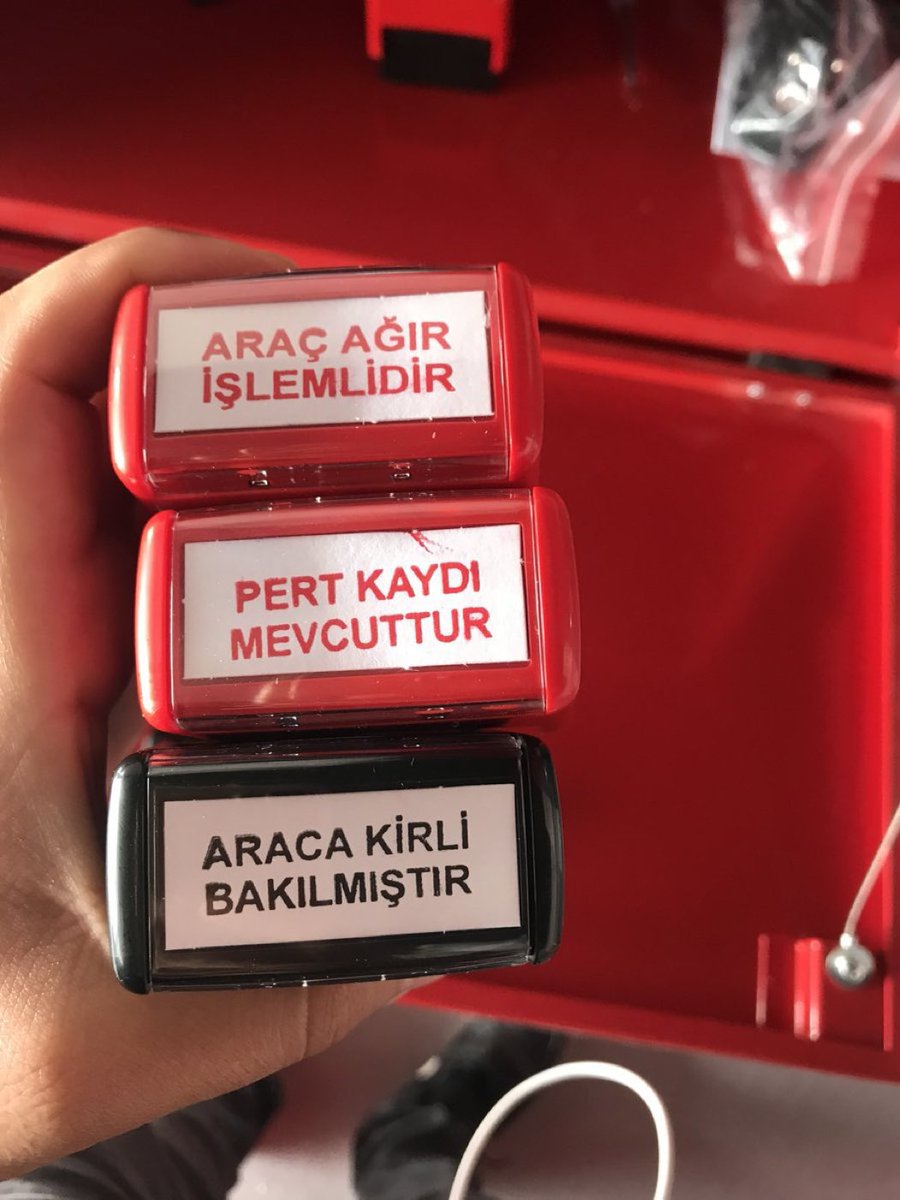 ARAÇ AĞIR
İŞLEMLİDİR
PERT KAYDI
MEVCUTTUR
ARACA KİRLİ
BAKILMIŞTIR